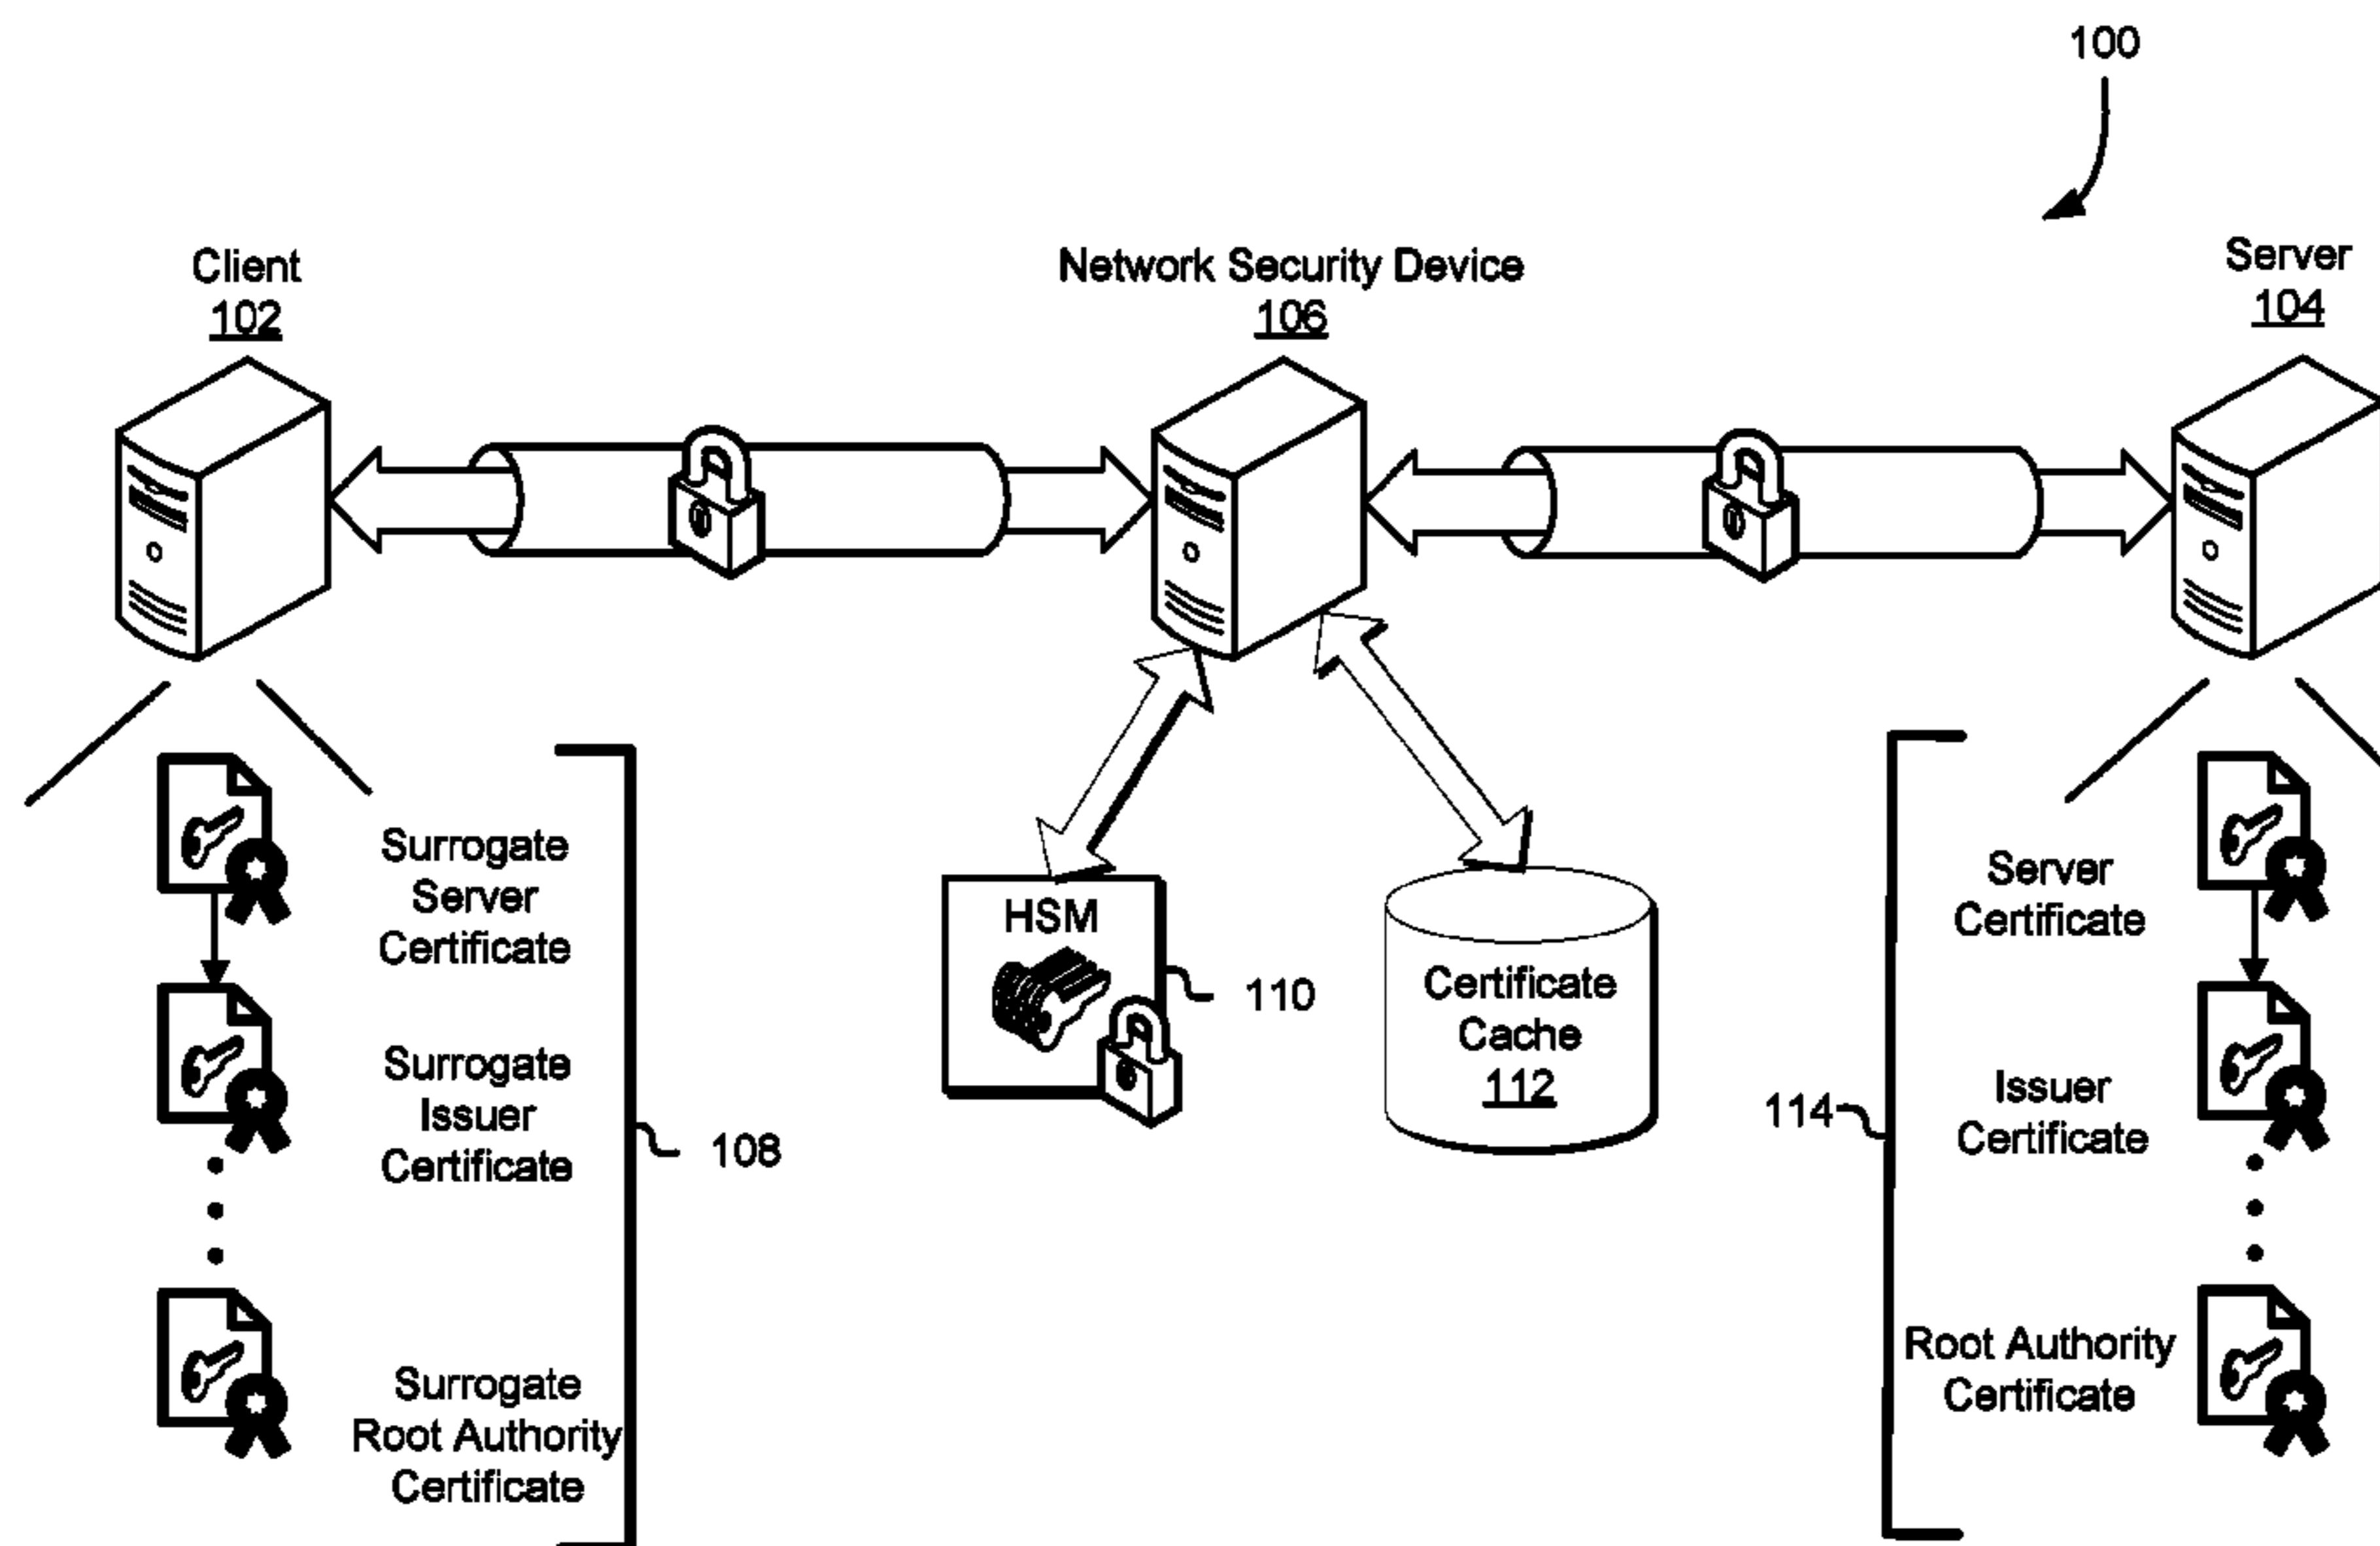 100
Client
102
Network Security Device
106
Server
104
Surrogate
Server
Certificate
Surrogate
Issuer
Certificate
Surrogate
Root Authority
Certificate
108
HSM
110
Certificate
Cache
112
114
Server
Certificate
Issuer
Certificate
Root Authority
Certificate